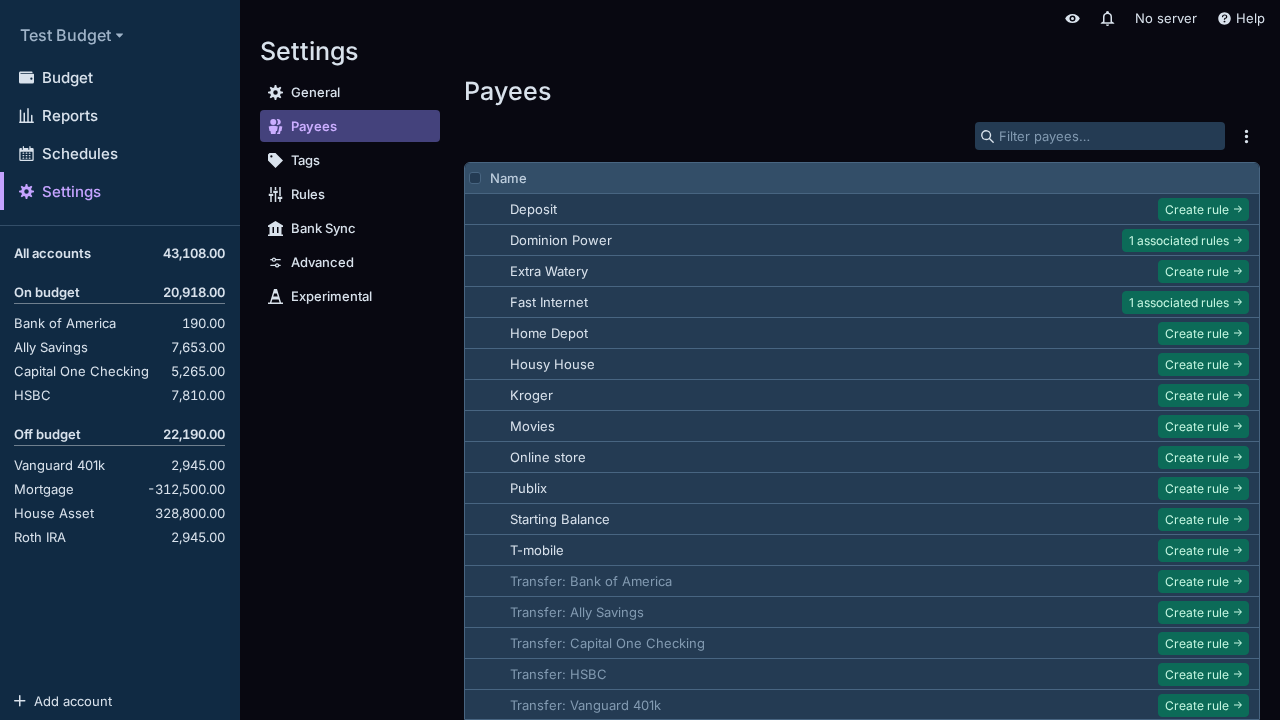 Test Budget
Budget
Reports
Schedules
Settings
All accounts 43,108.00
On budget 20,918.00
Bank of America 190.00
Ally Savings 7,653.00
Capital One Checking 5,265.00
HSBC 7,810.00
Off budget 22,190.00
Vanguard 401k 2,945.00
Mortgage -312,500.00
House Asset 328,800.00
Roth IRA 2,945.00
Add account
No server Help
Settings
General
Payees
Tags
Rules
Bank Sync
Advanced
Experimental
Payees
Filter payees...
Name
Deposit Create rule
Dominion Power 1 associated rules
Extra Watery Create rule
Fast Internet 1 associated rules
Home Depot Create rule
Housy House Create rule
Kroger Create rule
Movies Create rule
Online store Create rule
Publix Create rule
Starting Balance Create rule
T-mobile Create rule
Transfer: Bank of America Create rule
Transfer: Ally Savings Create rule
Transfer: Capital One Checking Create rule
Transfer: HSBC Create rule
Transfer: Vanguard 401k Create rule